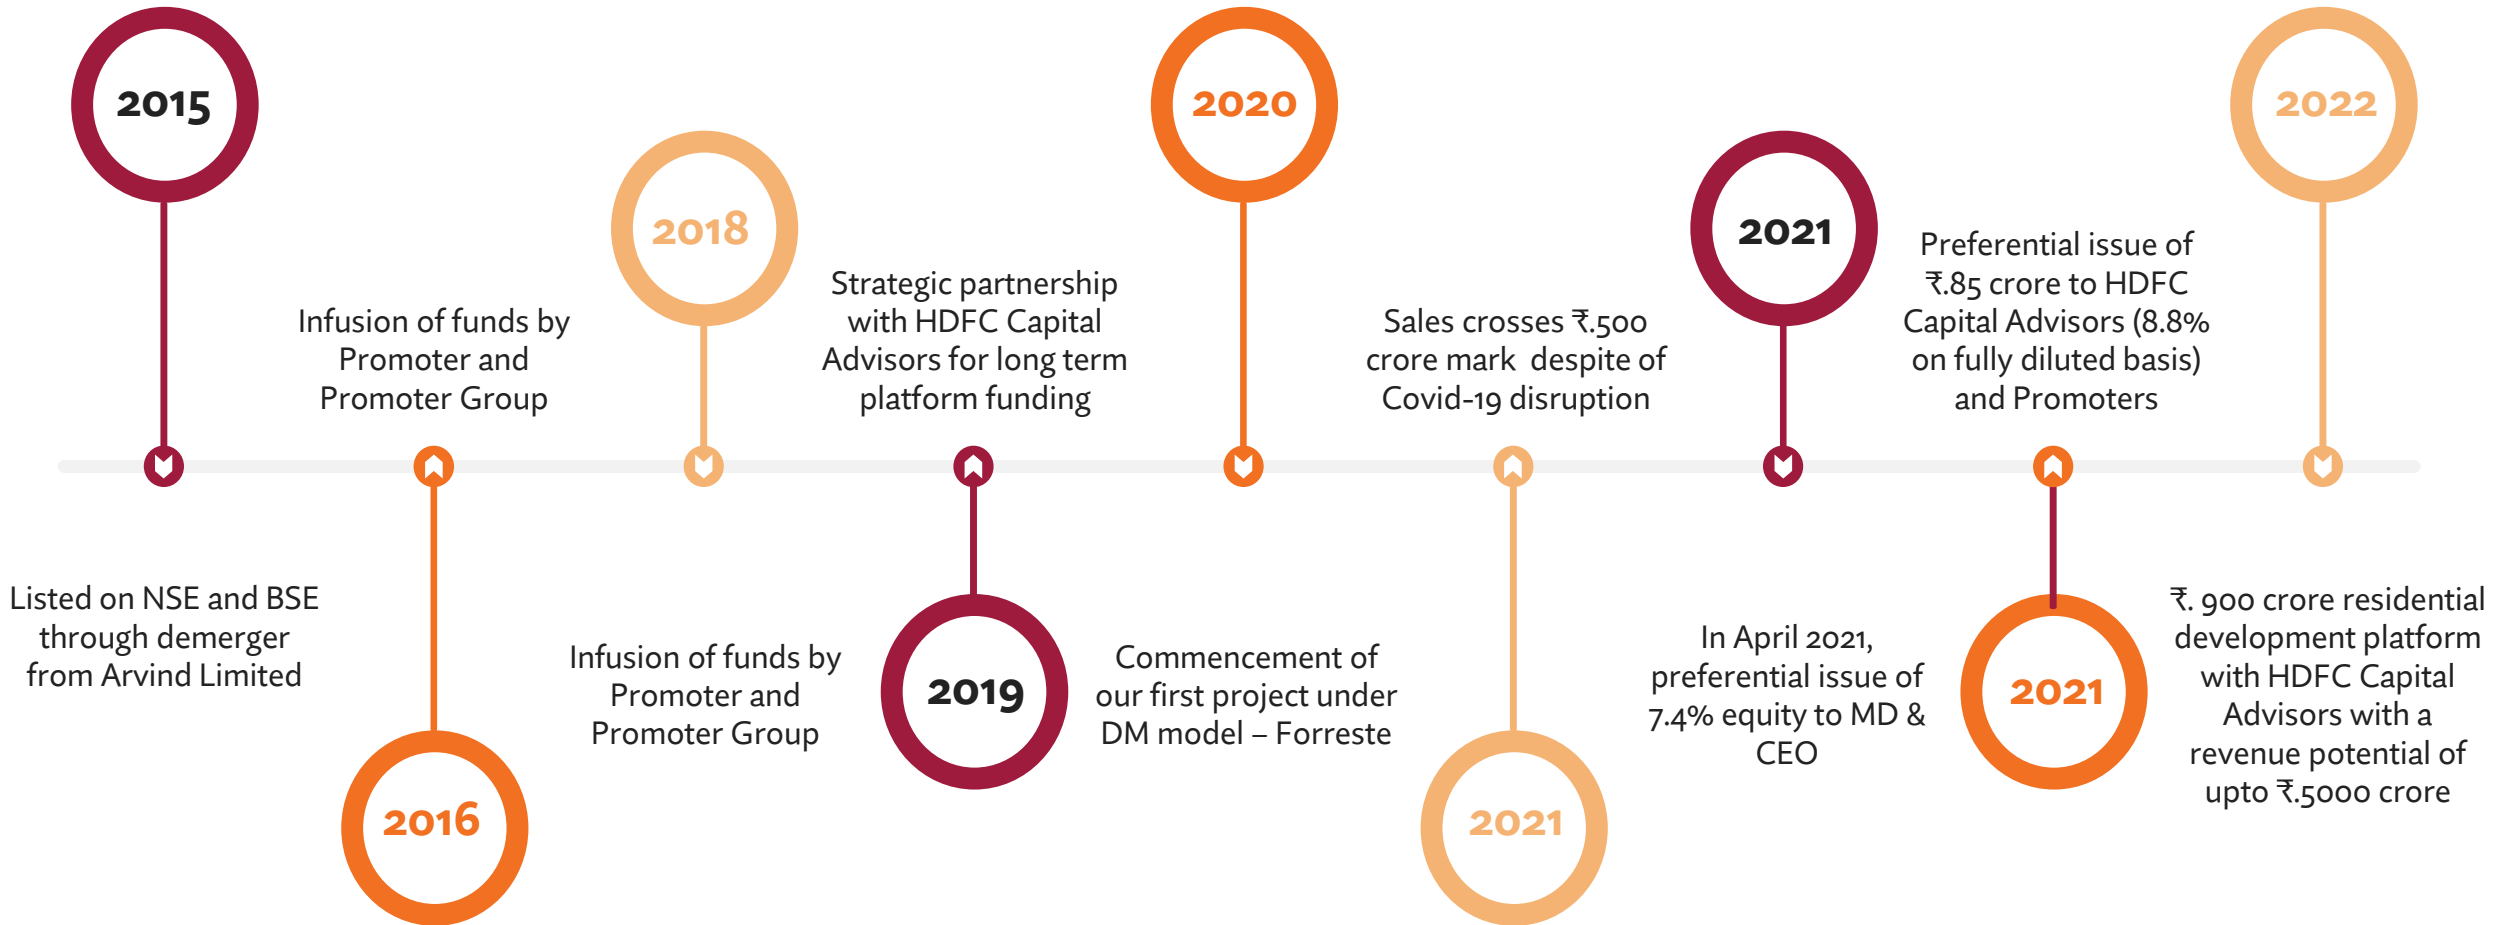 2015
Listed on NSE and BSE
through demerger
from Arvind Limited
Infusion of funds by
Promoter and
Promoter Group
2016
2018
Infusion of funds by
Promoter and
Promoter Group
Strategic partnership
with HDFC Capital
Advisors for long term
platform funding
2019
2020
Commencement of
our first project under
DM model – Forreste
Sales crosses ₹.500
crore mark despite of
Covid-19 disruption
2021
2021
In April 2021,
preferential issue of
7.4% equity to MD &
CEO
Preferential issue of
₹.85 crore to HDFC
Capital Advisors (8.8%
on fully diluted basis)
and Promoters
2021
2022
₹. 900 crore residential
development platform
with HDFC Capital
Advisors with a
revenue potential of
upto ₹.5000 crore